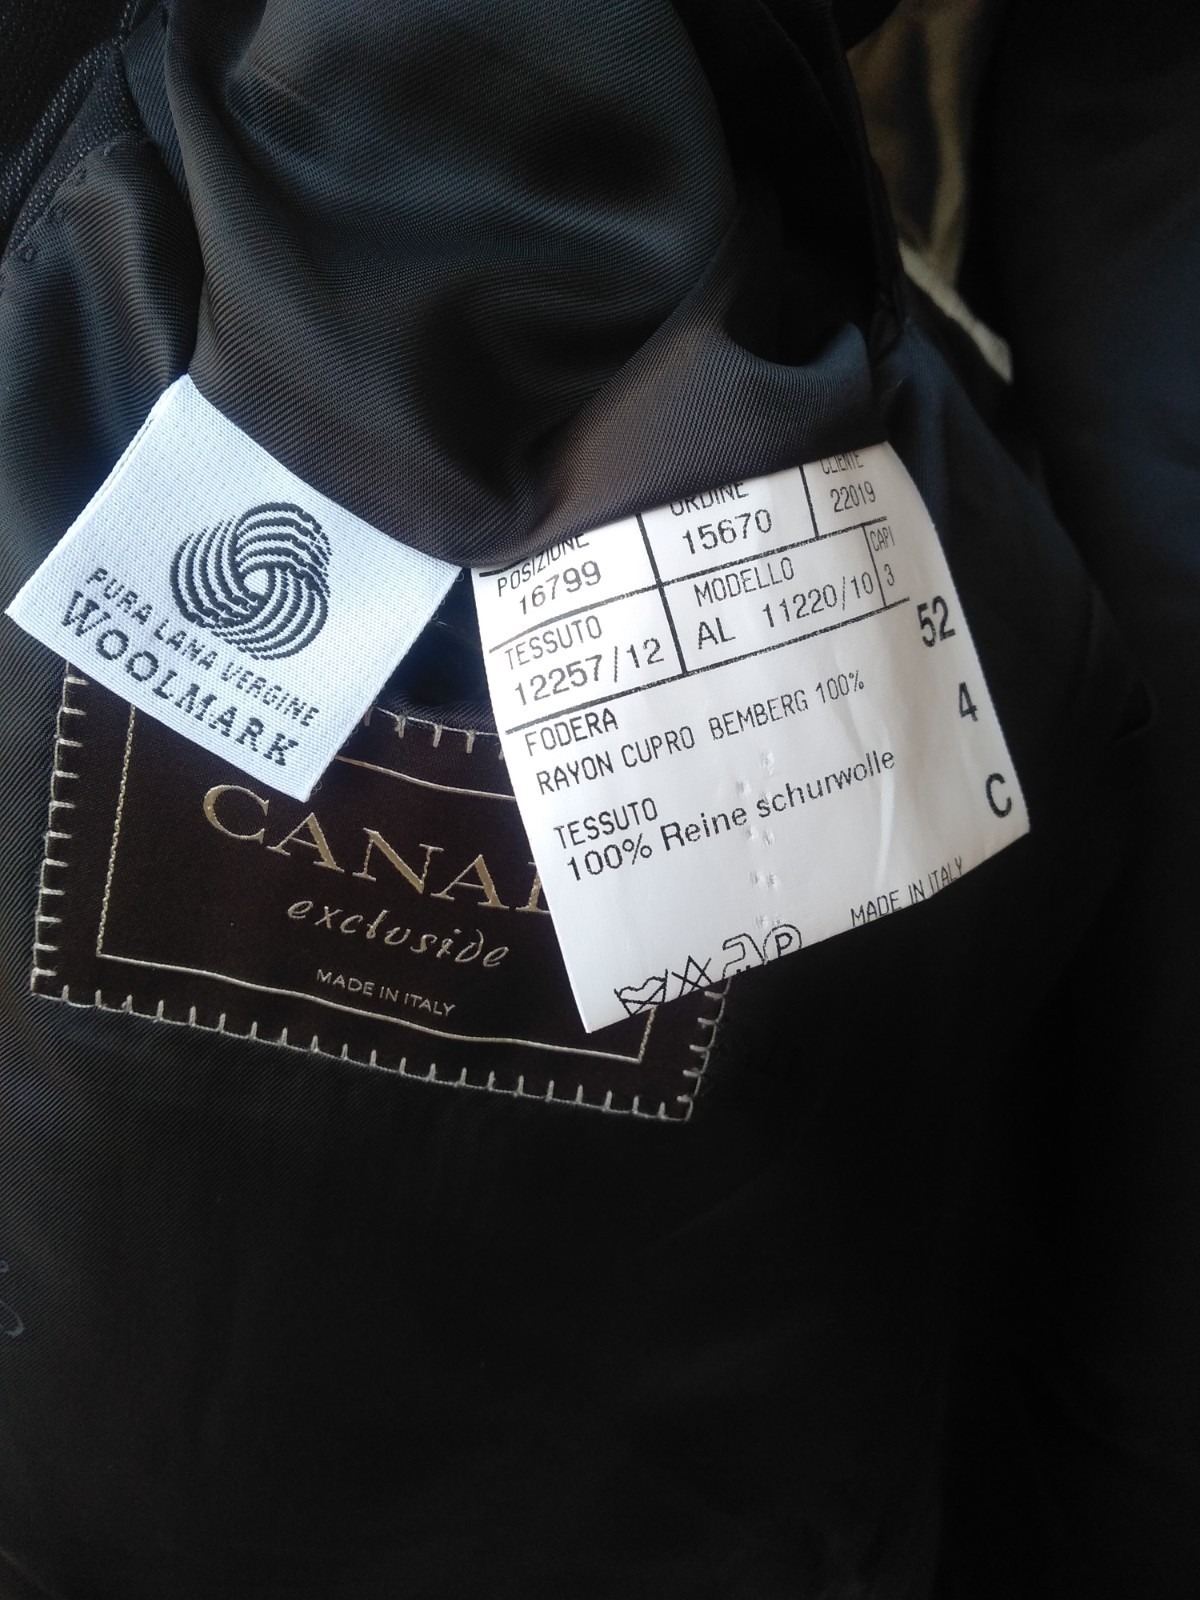 PURA LANA VERGINE
WOOLMARK
CANAL
excluside
MADE IN ITALY
POSIZIONE
16799
ORDINE
15670
CLIENTE
22019
TESSUTO
12257/12
MODELLO
AL 11220/10
CAPI
3
52
4
C
FODERA
RAYON CUPRO BEMBERG 100%
TESSUTO
100% Reine schurwolle
P
MADE IN ITALY